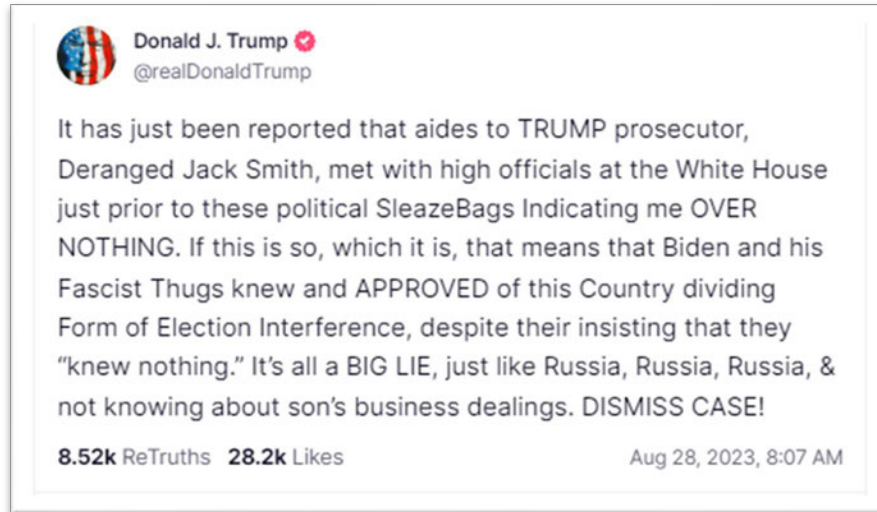 Donald J. Trump
@realDonaldTrump
It has just been reported that aides to TRUMP prosecutor,
Deranged Jack Smith, met with high officials at the White House
just prior to these political SleazeBags Indicating me OVER
NOTHING. If this is so, which it is, that means that Biden and his
Fascist Thugs knew and APPROVED of this Country dividing
Form of Election Interference, despite their insisting that they
“knew nothing.” It’s all a BIG LIE, just like Russia, Russia, Russia, &
not knowing about son’s business dealings. DISMISS CASE!
8.52k ReTruths 28.2k Likes Aug 28, 2023, 8:07 AM